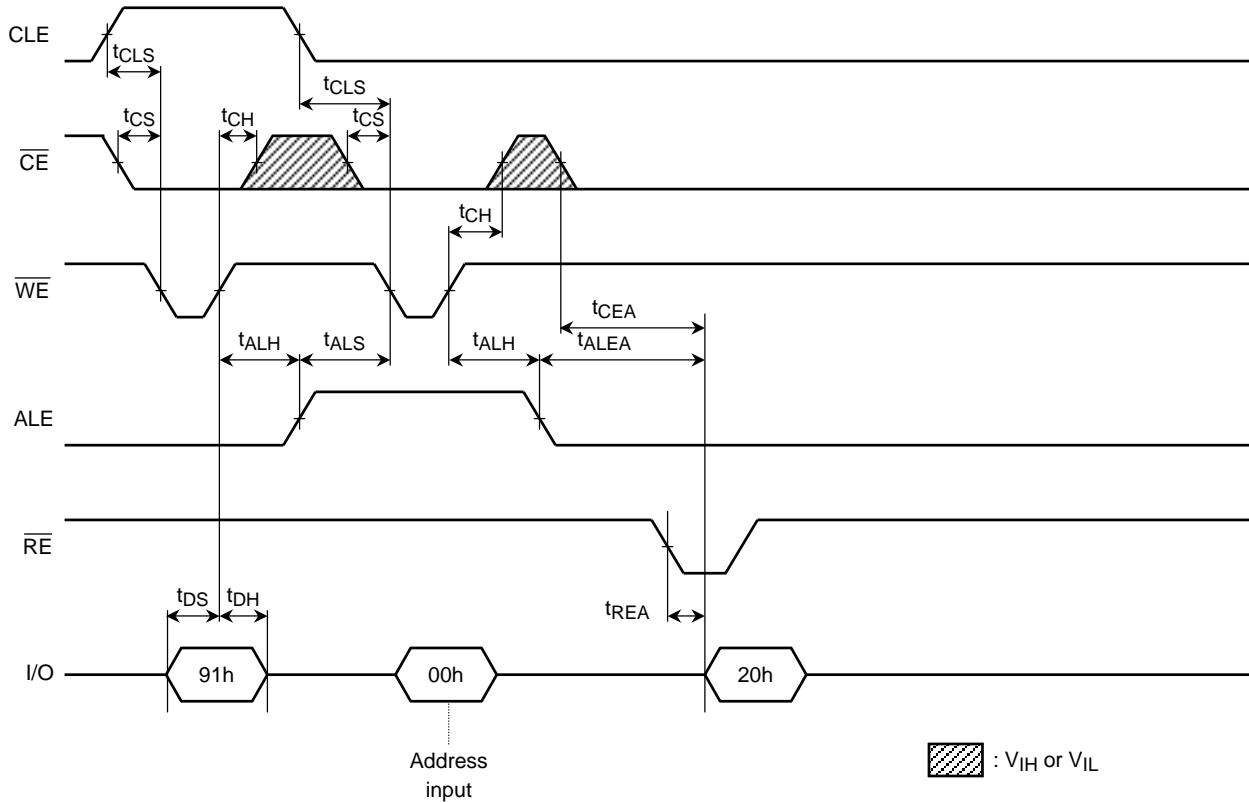 CLE
tCLS
tCLS
tCS
tCH
tCS
CE
tCH
WE
tCEA
tALH
tALS
tALH
tALEA
ALE
RE
tDS
tDH
tREA
I/O
91h
00h
20h
Address
input
: VIH or VIL